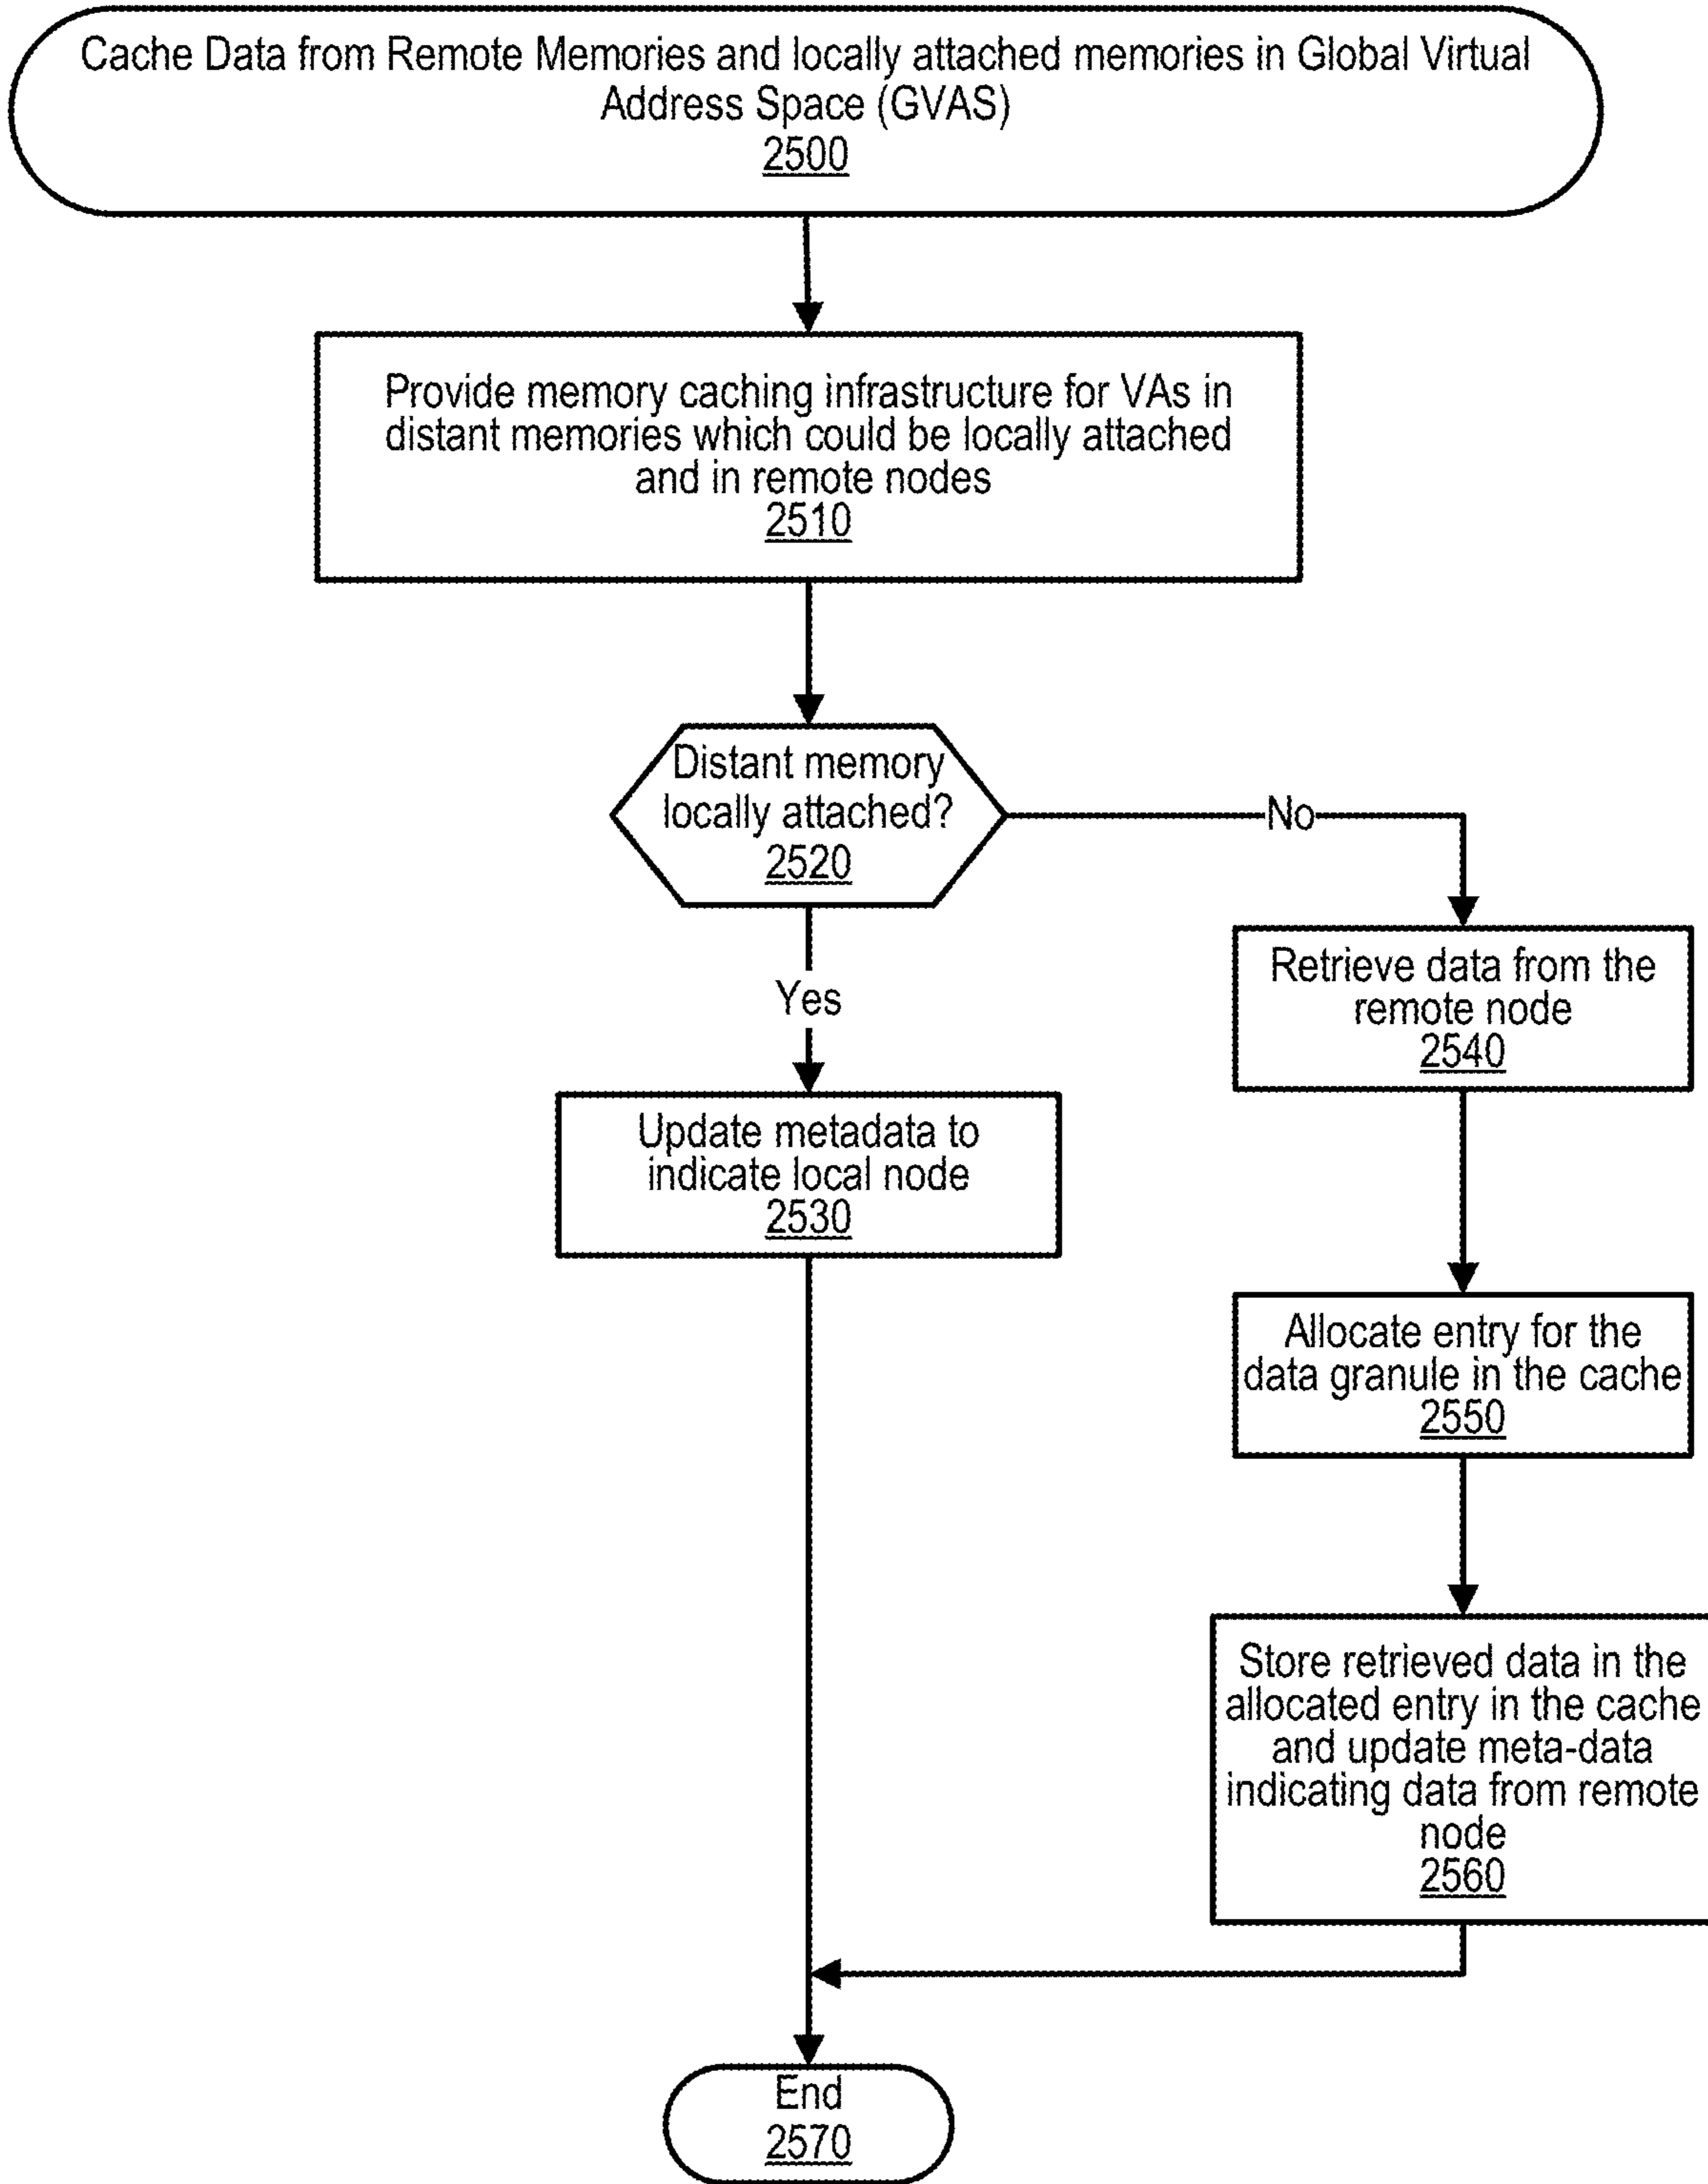 Cache Data from Remote Memories and locally attached memories in Global Virtual
Address Space (GVAS)
2500
Provide memory caching infrastructure for VAs in
distant memories which could be locally attached
and in remote nodes
2510
Distant memory
locally attached?
2520
No
Yes
Retrieve data from the
remote node
2540
Update metadata to
indicate local node
2530
Allocate entry for the
data granule in the cache
2550
Store retrieved data in the
allocated entry in the cache
and update meta-data
indicating data from remote
node
2560
End
2570